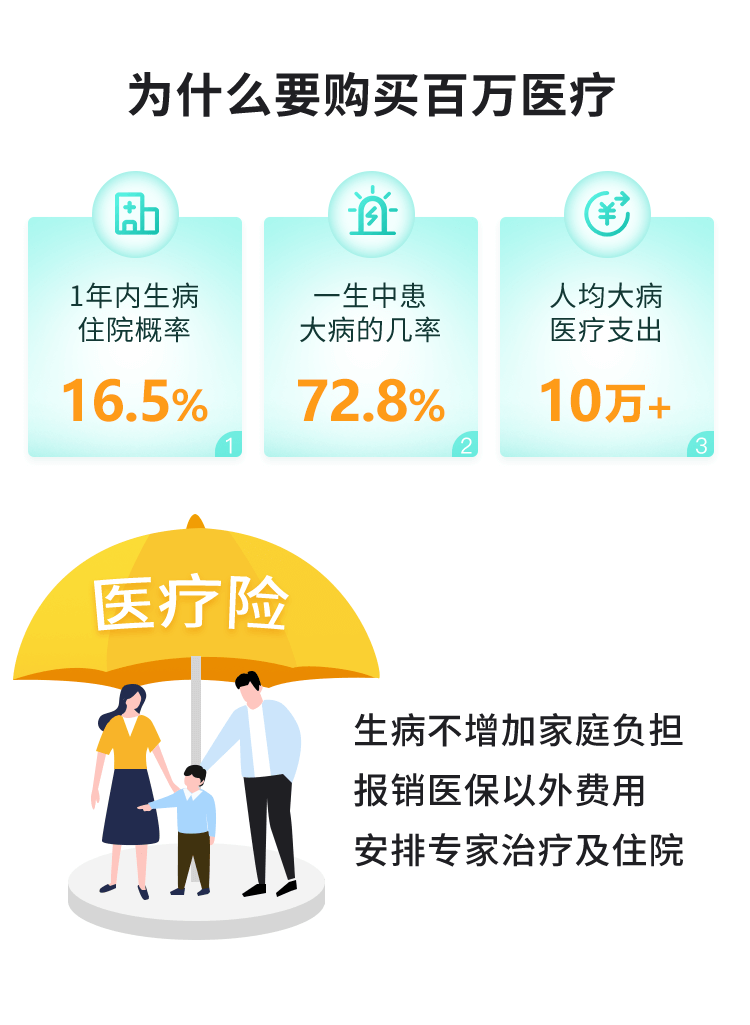 为什么要购买百万医疗
1年内生病
住院概率
16.5%
1
一生中患
大病的几率
72.8%
2
人均大病
医疗支出
10万+
3
医疗险
生病不增加家庭负担
报销医保以外费用
安排专家治疗及住院